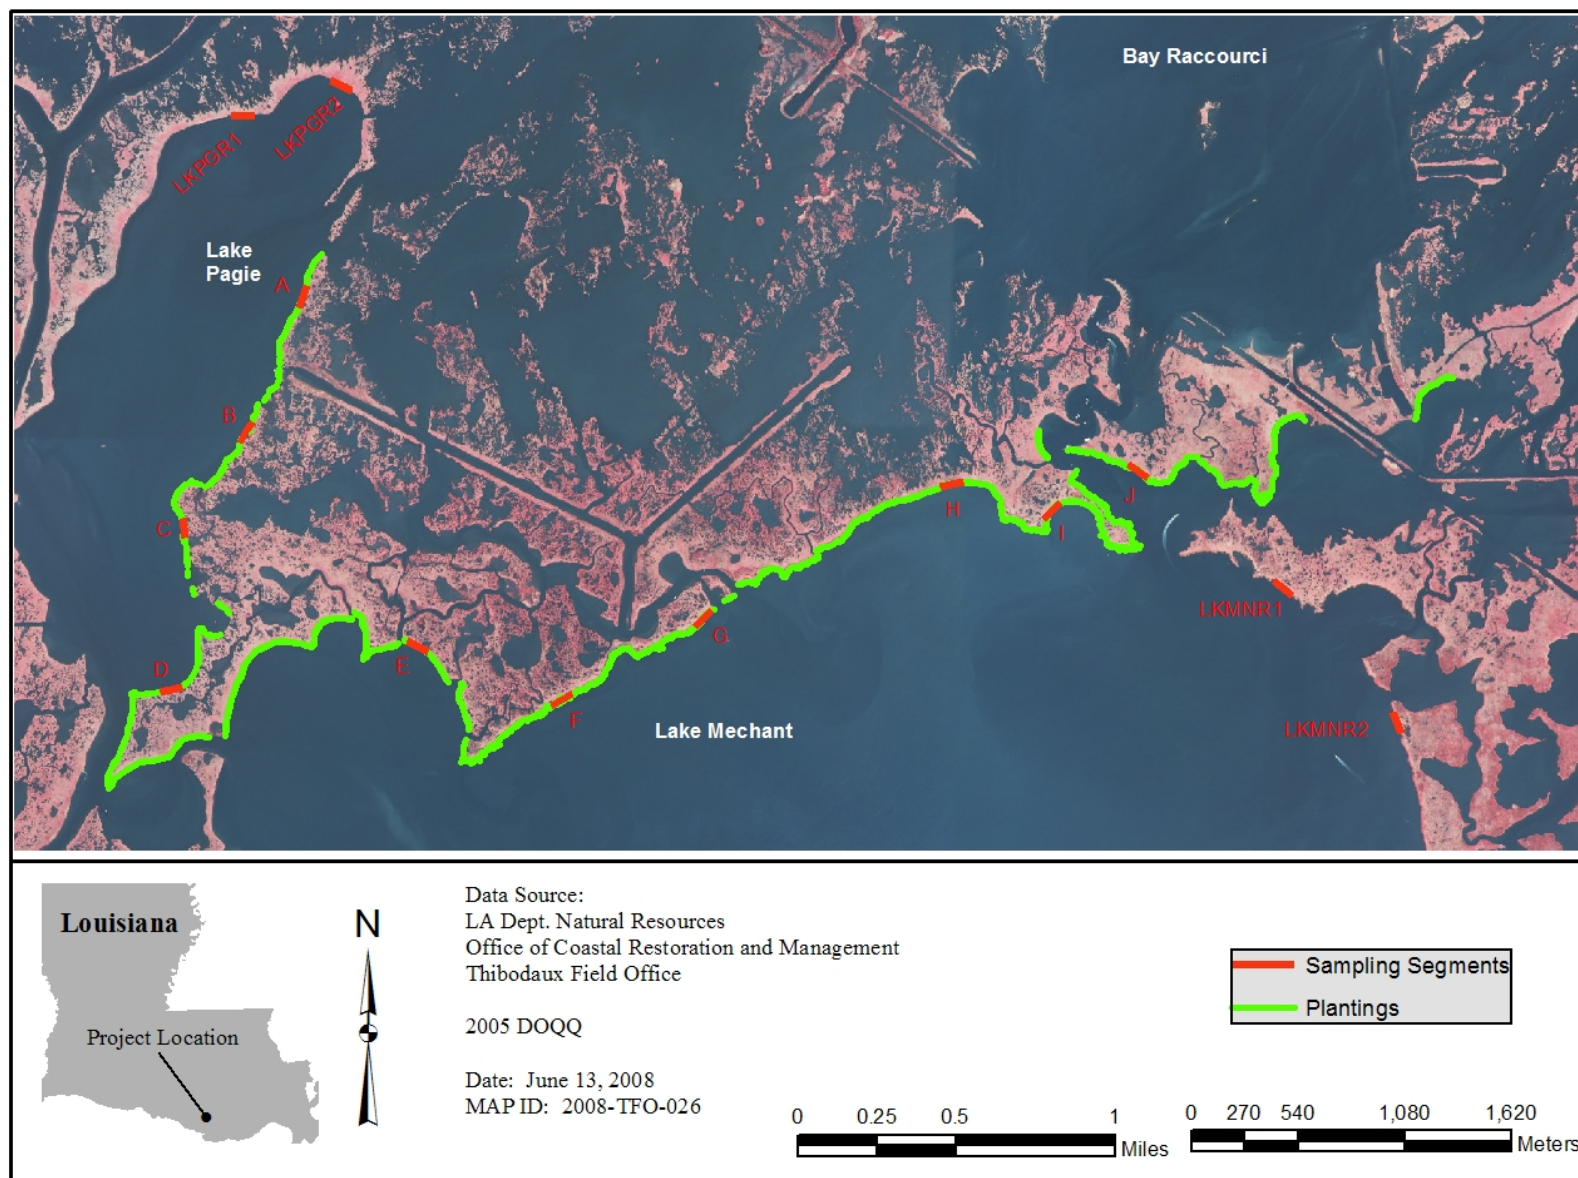 Bay Raccourci
LKPGR1
LKPGR2
Lake
Pagie
A
B
C
D
E
F
G
H
I
J
LKMNR1
LKMNR2
Lake Mechant
Louisiana
Project Location
N
Data Source:
LA Dept. Natural Resources
Office of Coastal Restoration and Management
Thibodaux Field Office
2005 DOQQ
Date: June 13, 2008
MAP ID: 2008-TFO-026
Sampling Segments
Plantings
0 0.25 0.5 1
Miles
0 270 540 1,080 1,620
Meters